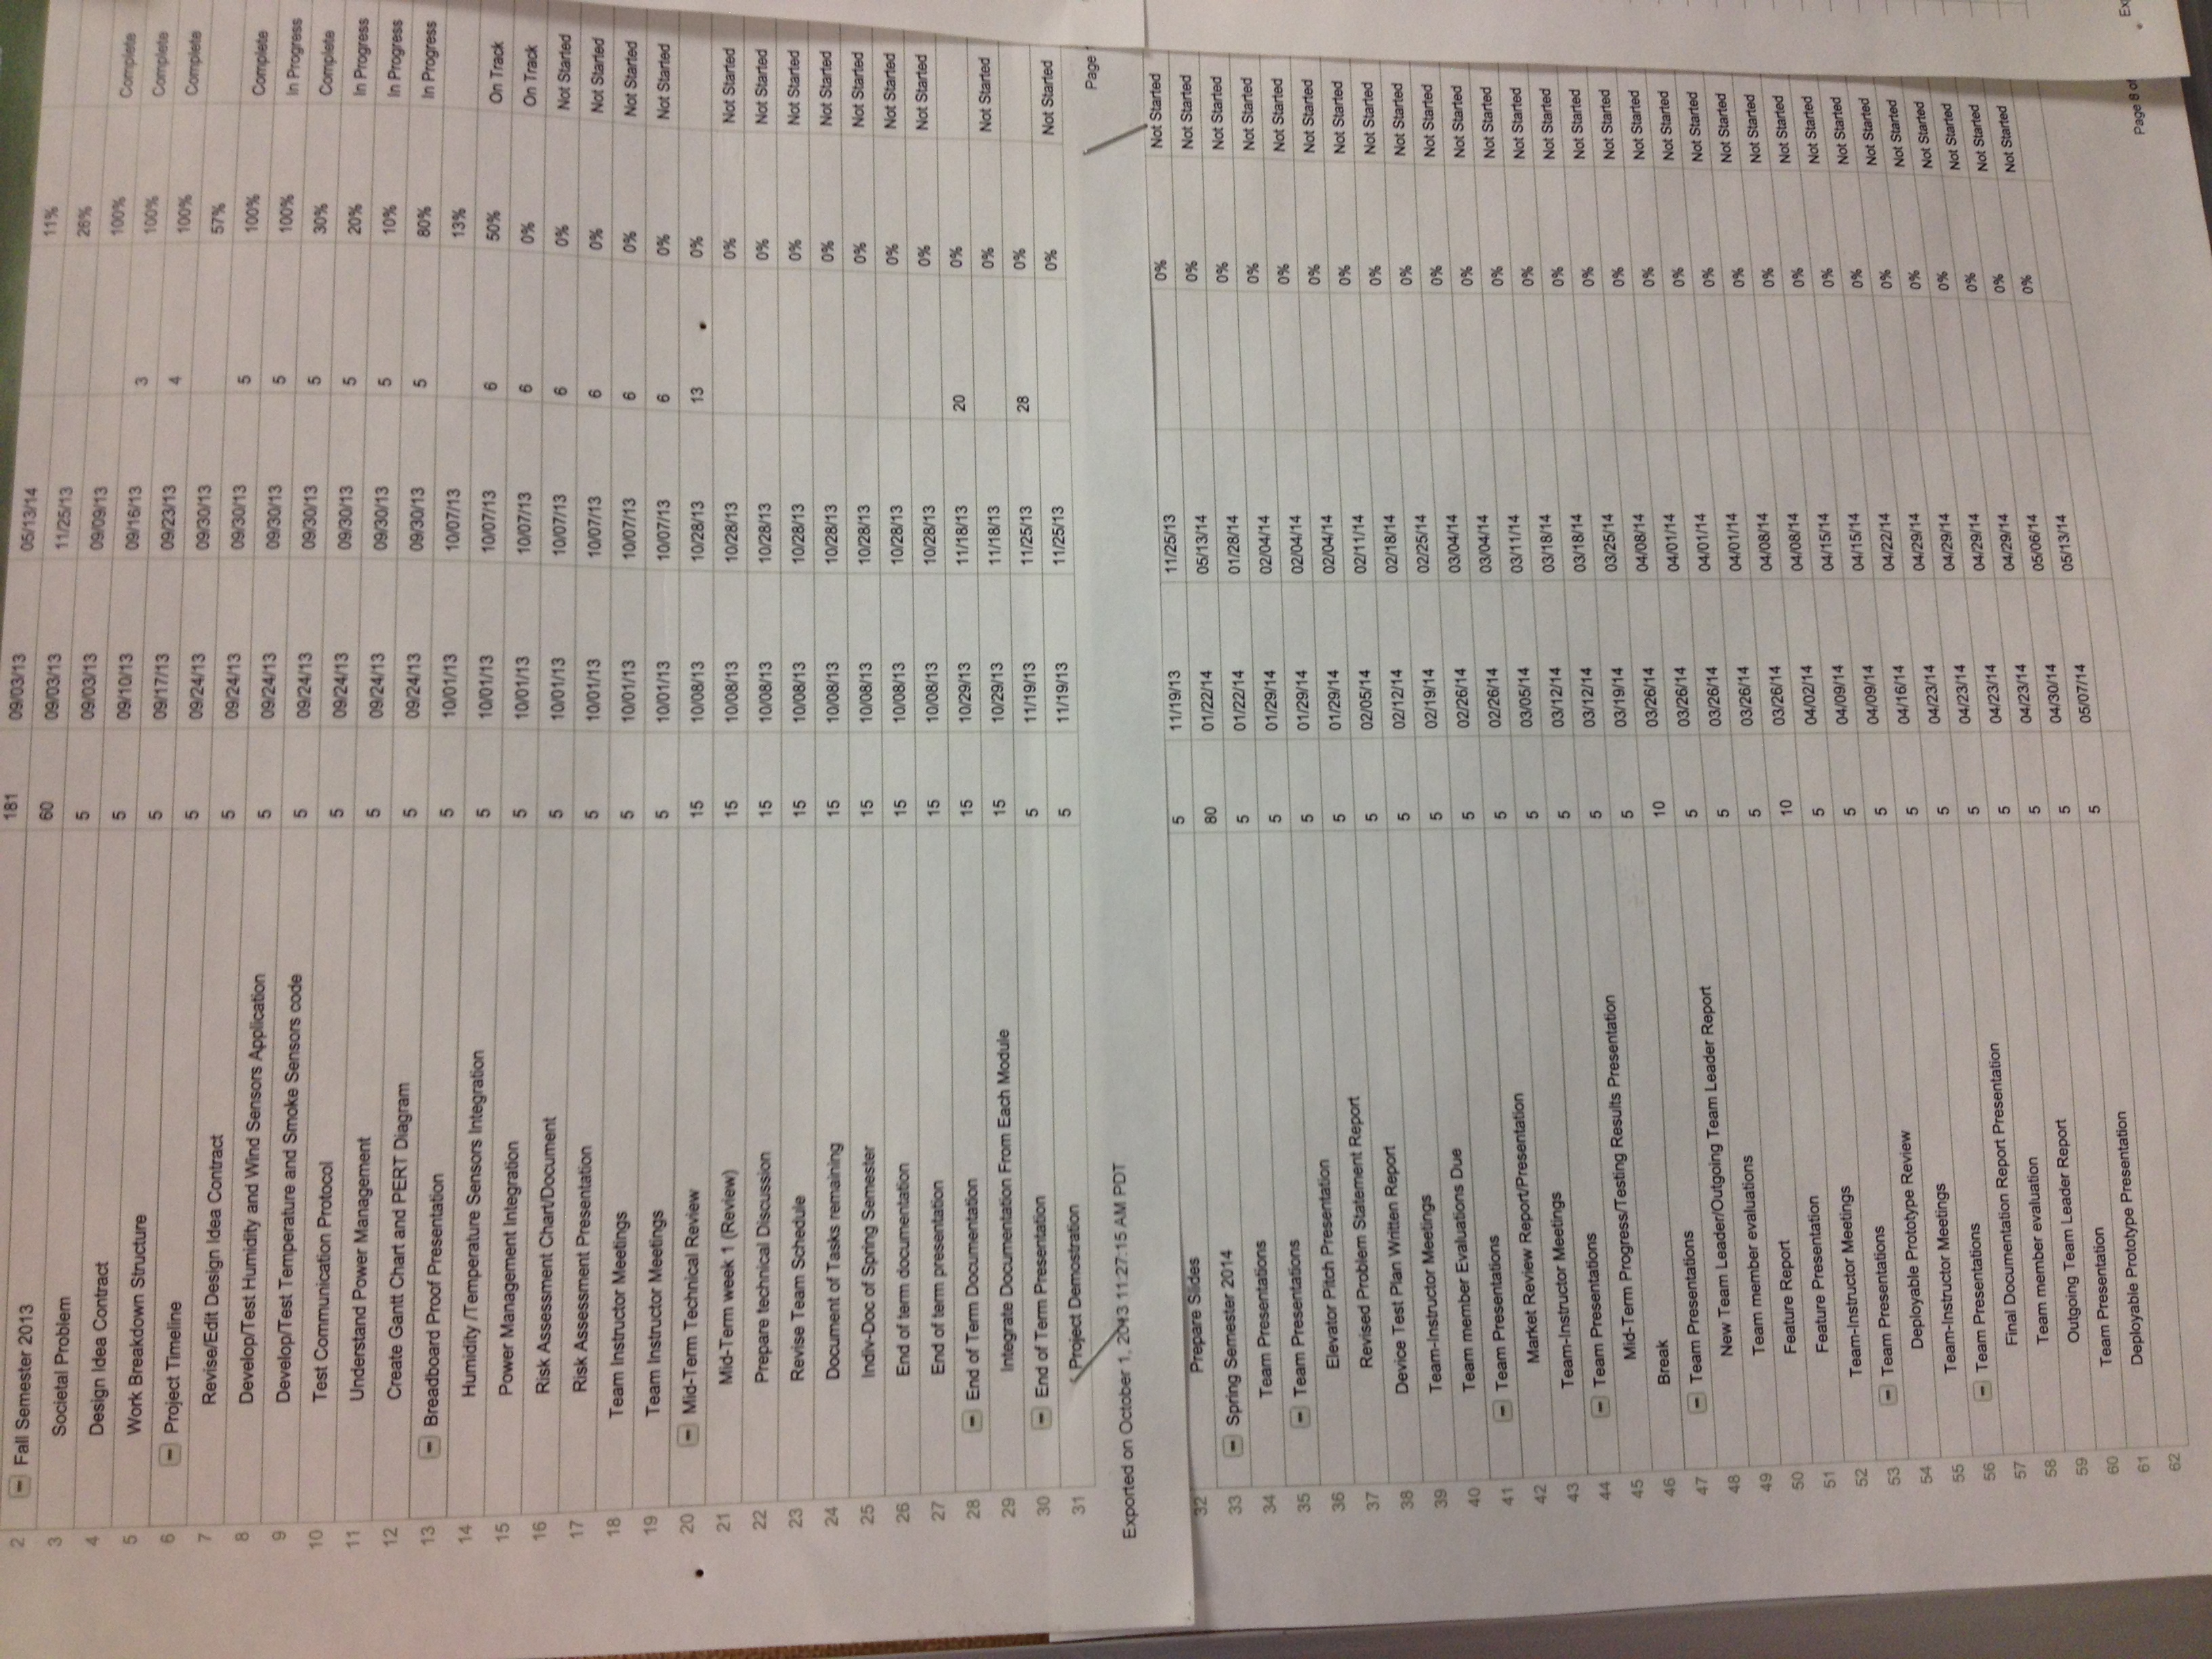 181 09/03/13 05/13/14 11%
2 Fall Semester 2013 60 09/03/13 11/25/13 26%
3 Societal Problem 5 09/03/13 09/09/13 100% Complete
4 Design Idea Contract 5 09/10/13 09/16/13 3 100% Complete
5 Work Breakdown Structure 5 09/17/13 09/23/13 4 100% Complete
6 Project Timeline 5 09/24/13 09/30/13 57%
7 Revise/Edit Design Idea Contract 5 09/24/13 09/30/13 5 100% Complete
8 Develop/Test Humidity and Wind Sensors Application 5 09/24/13 09/30/13 5 100% In Progress
9 Develop/Test Temperature and Smoke Sensors code 5 09/24/13 09/30/13 5 30% Complete
10 Test Communication Protocol 5 09/24/13 09/30/13 5 20% In Progress
11 Understand Power Management 5 09/24/13 09/30/13 5 10% In Progress
12 Create Gantt Chart and PERT Diagram 5 09/24/13 09/30/13 5 80% In Progress
13 Breadboard Proof Presentation 5 10/01/13 10/07/13 13%
14 Humidity /Temperature Sensors Integration 5 10/01/13 10/07/13 6 50% On Track
15 Power Management Integration 5 10/01/13 10/07/13 6 0% On Track
16 Risk Assessment Chart/Document 5 10/01/13 10/07/13 6 0% Not Started
17 Risk Assessment Presentation 5 10/01/13 10/07/13 6 0% Not Started
18 Team Instructor Meetings 5 10/01/13 10/07/13 6 0% Not Started
19 Team Instructor Meetings 5 10/01/13 10/07/13 6 0% Not Started
20 Mid-Term Technical Review 15 10/08/13 10/28/13 13 0%
21 Mid-Term week 1 (Review) 15 10/08/13 10/28/13 0% Not Started
22 Prepare technical Discussion 15 10/08/13 10/28/13 0% Not Started
23 Revise Team Schedule 15 10/08/13 10/28/13 0% Not Started
24 Document of Tasks remaining 15 10/08/13 10/28/13 0% Not Started
25 Indiv-Doc of Spring Semester 15 10/08/13 10/28/13 0% Not Started
26 End of term documentation 15 10/08/13 10/28/13 0% Not Started
27 End of term presentation 15 10/08/13 10/28/13 0% Not Started
28 End of Term Documentation 15 10/29/13 11/18/13 20 0%
29 Integrate Documentation From Each Module 15 10/29/13 11/18/13 0% Not Started
30 End of Term Presentation 5 11/19/13 11/25/13 28 0%
31 Project Demostration 5 11/19/13 11/25/13 0% Not Started
Page
Exported on October 1, 2013 11:27:15 AM PDT
32 Prepare Slides 5 11/19/13 11/25/13 0% Not Started
33 Spring Semester 2014 80 01/22/14 05/13/14 0% Not Started
34 Team Presentations 5 01/22/14 01/28/14 0% Not Started
35 Team Presentations 5 01/29/14 02/04/14 0% Not Started
36 Elevator Pitch Presentation 5 01/29/14 02/04/14 0% Not Started
37 Revised Problem Statement Report 5 01/29/14 02/04/14 0% Not Started
38 Device Test Plan Written Report 5 02/05/14 02/11/14 0% Not Started
39 Team-Instructor Meetings 5 02/12/14 02/18/14 0% Not Started
40 Team member Evaluations Due 5 02/19/14 02/25/14 0% Not Started
41 Team Presentations 5 02/26/14 03/04/14 0% Not Started
42 Market Review Report/Presentation 5 02/26/14 03/04/14 0% Not Started
43 Team-Instructor Meetings 5 03/05/14 03/11/14 0% Not Started
44 Team Presentations 5 03/12/14 03/18/14 0% Not Started
45 Mid-Term Progress/Testing Results Presentation 5 03/12/14 03/18/14 0% Not Started
46 Break 5 03/19/14 03/25/14 0% Not Started
47 Team Presentations 10 03/26/14 04/08/14 0% Not Started
48 New Team Leader/Outgoing Team Leader Report 5 03/26/14 04/01/14 0% Not Started
49 Team member evaluations 5 03/26/14 04/01/14 0% Not Started
50 Feature Report 5 03/26/14 04/01/14 0% Not Started
51 Feature Presentation 10 03/26/14 04/08/14 0% Not Started
52 Team-Instructor Meetings 5 04/02/14 04/08/14 0% Not Started
53 Team Presentations 5 04/09/14 04/15/14 0% Not Started
54 Deployable Prototype Review 5 04/09/14 04/15/14 0% Not Started
55 Team-Instructor Meetings 5 04/16/14 04/22/14 0% Not Started
56 Team Presentations 5 04/23/14 04/29/14 0% Not Started
57 Final Documentation Report Presentation 5 04/23/14 04/29/14 0% Not Started
58 Team member evaluation 5 04/23/14 04/29/14 0% Not Started
59 Outgoing Team Leader Report 5 04/23/14 04/29/14 0% Not Started
60 Team Presentation 5 04/30/14 05/06/14 0% Not Started
61 Deployable Prototype Presentation 5 05/07/14 05/13/14 0% Not Started
62
Page 8 of
Ex